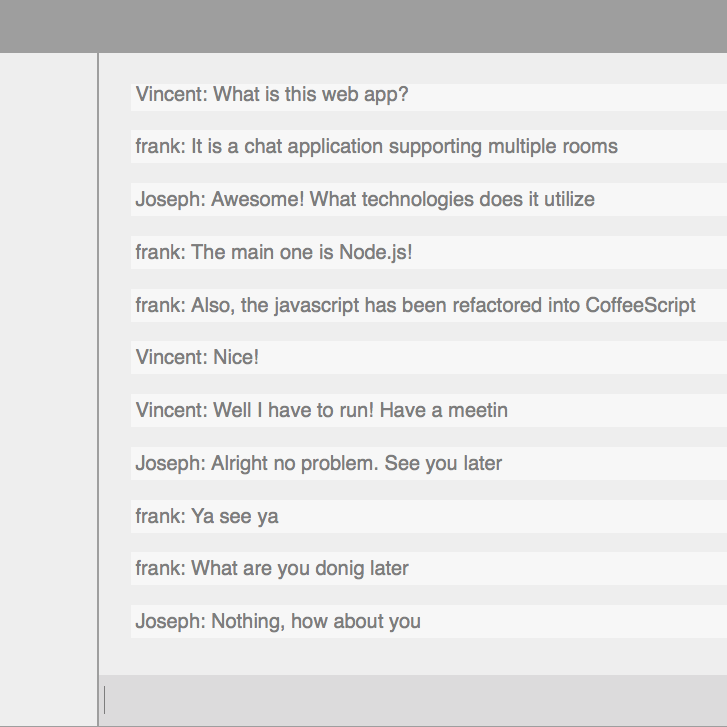 Vincent: What is this web app?
frank: It is a chat application supporting multiple rooms
Joseph: Awesome! What technologies does it utilize
frank: The main one is Node.js!
frank: Also, the javascript has been refactored into CoffeeScript
Vincent: Nice!
Vincent: Well I have to run! Have a meetin
Joseph: Alright no problem. See you later
frank: Ya see ya
frank: What are you donig later
Joseph: Nothing, how about you